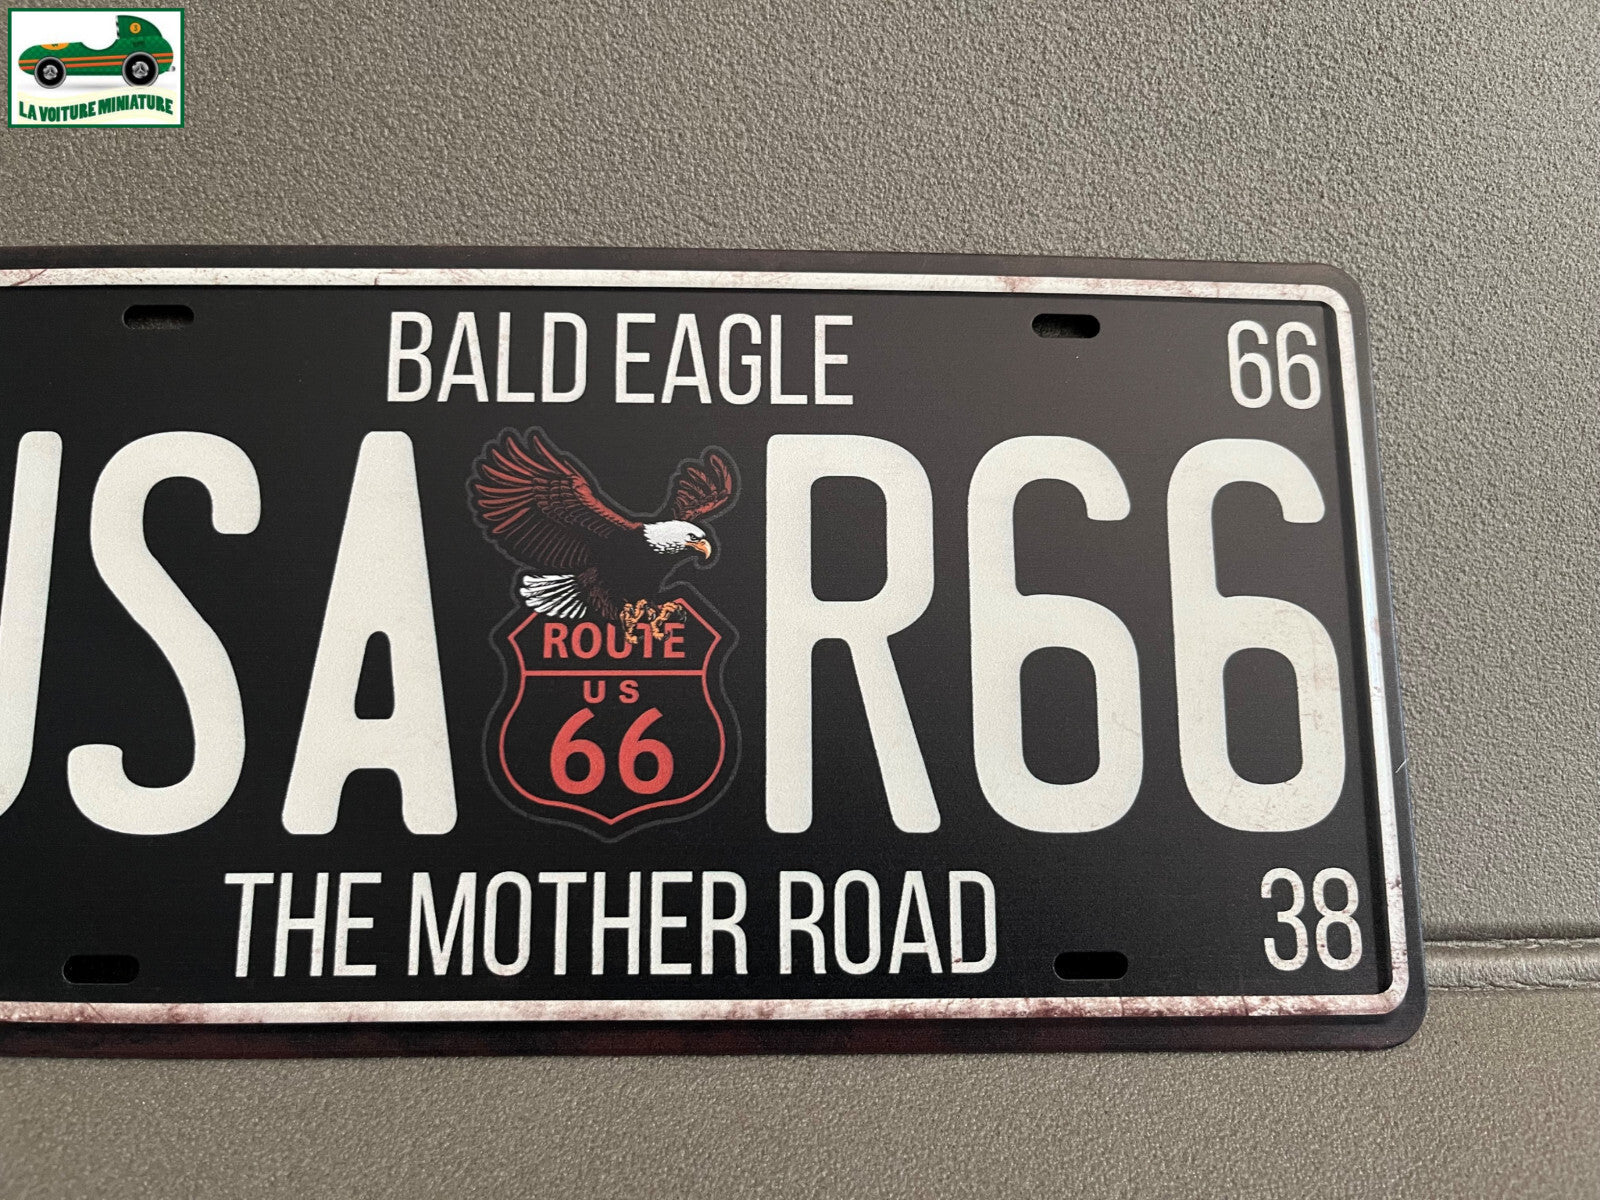 LA VOITURE MINIATURE
BALD EAGLE
66
USA
R66
ROUTE
US
66
THE MOTHER ROAD
38